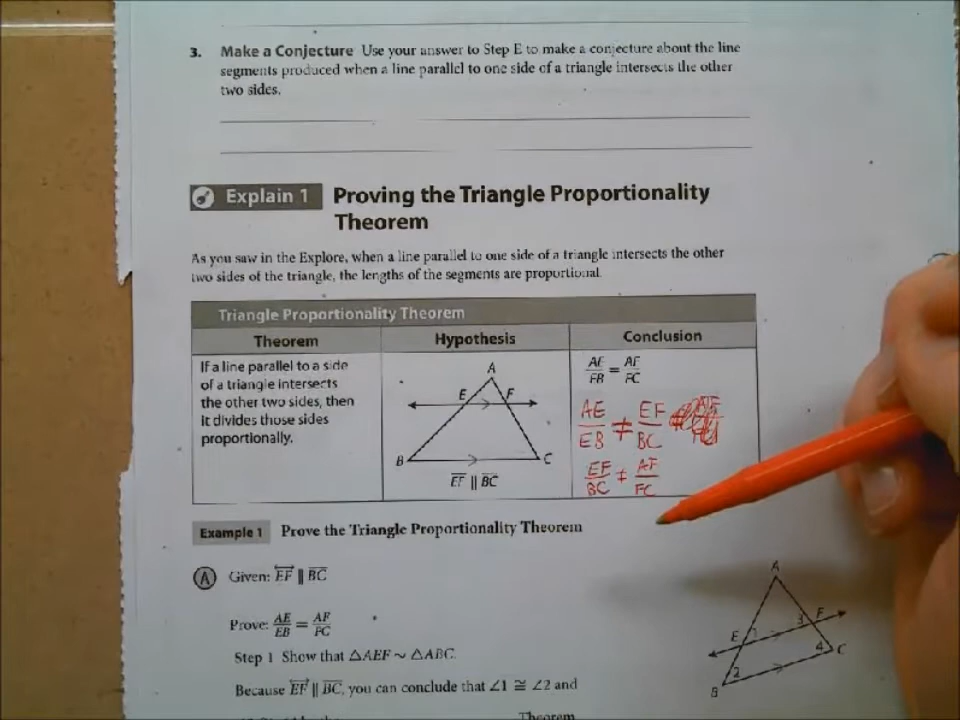 3. Make a Conjecture Use your answer to Step E to make a conjecture about the line
segments produced when a line parallel to one side of a triangle intersects the other
two sides.
Explain 1 Proving the Triangle Proportionality
Theorem
As you saw in the Explore, when a line parallel to one side of a triangle intersects the other
two sides of the triangle, the lengths of the segments are proportional.
Triangle Proportionality Theorem
Theorem Hypothesis Conclusion
If a line parallel to a side
of a triangle intersects
the other two sides, then
it divides those sides
proportionally.
A
E F
B C
EF || BC
AE/EB = AF/FC
AE/EB ≠ EF/BC
EF/BC ≠ AF/FC
Example 1 Prove the Triangle Proportionality Theorem
A Given: EF || BC
Prove: AE/EB = AF/FC
Step 1 Show that △AEF ~ △ABC.
Because EF || BC, you can conclude that ∠1 ≅ ∠2 and
Theorem
A
E 1 3 F
B 2 4 C